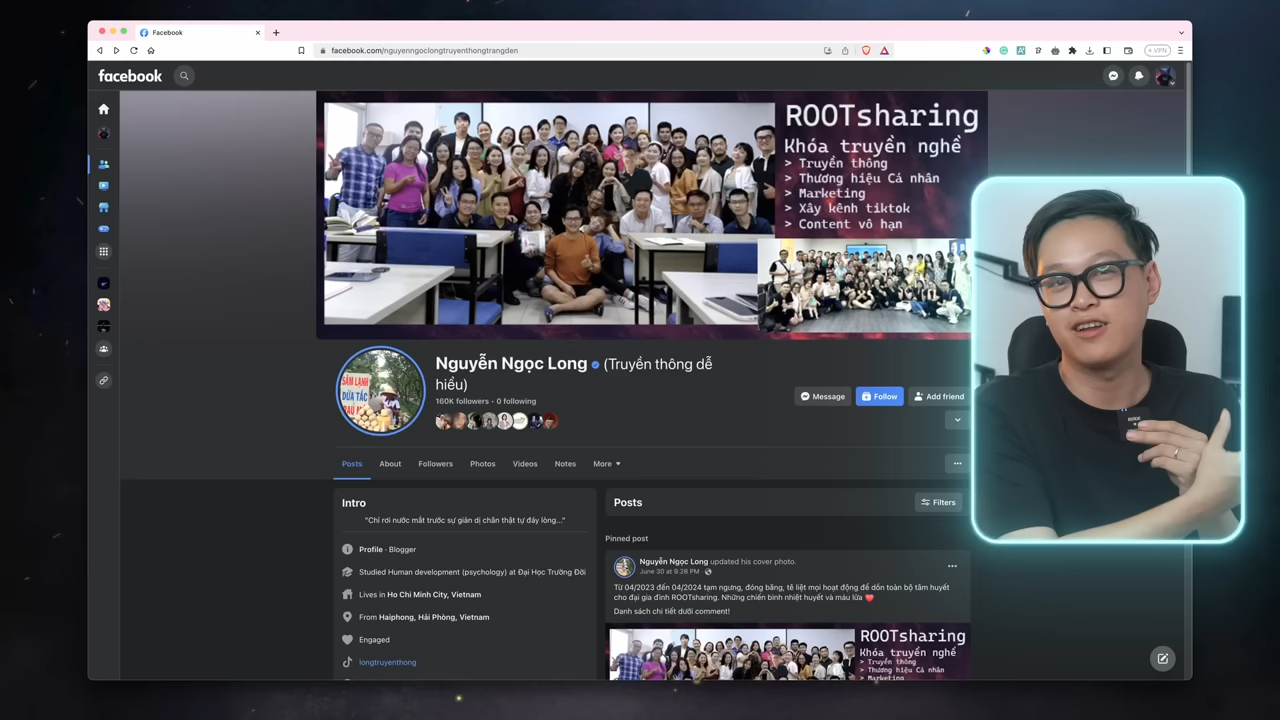 Facebook
facebook.com/nguyenngoclongtruyenthongtrangden
VPN
facebook
ROOTsharing
Khóa truyền nghề
> Truyền thông
> Thương hiệu Cá nhân
> Marketing
> Xây kênh tiktok
> Content vô hạn
Nguyễn Ngọc Long (Truyền thông dễ
hiểu)
160K followers · 0 following
Message
Follow
Add friend
Posts
About
Followers
Photos
Videos
Notes
More
Intro
"Chỉ rơi nước mắt trước sự giản dị chân thật tự đáy lòng..."
Profile · Blogger
Studied Human development (psychology) at Đại Học Trường Đời
Lives in Ho Chi Minh City, Vietnam
From Haiphong, Hải Phòng, Vietnam
Engaged
longtruyenthong
Posts
Filters
Pinned post
Nguyễn Ngọc Long updated his cover photo.
June 30 at 9:28 PM ·
Từ 04/2023 đến 04/2024 tạm ngưng, đóng băng, tê liệt mọi hoạt động để dồn toàn bộ tâm huyết
cho đại gia đình ROOTsharing. Những chiến binh nhiệt huyết và máu lửa ❤️
Danh sách chi tiết dưới comment!
ROOTsharing
Khóa truyền nghề
> Truyền thông
> Thương hiệu Cá nhân
> Marketing
SÂM LẠNH
DỪA TẮC